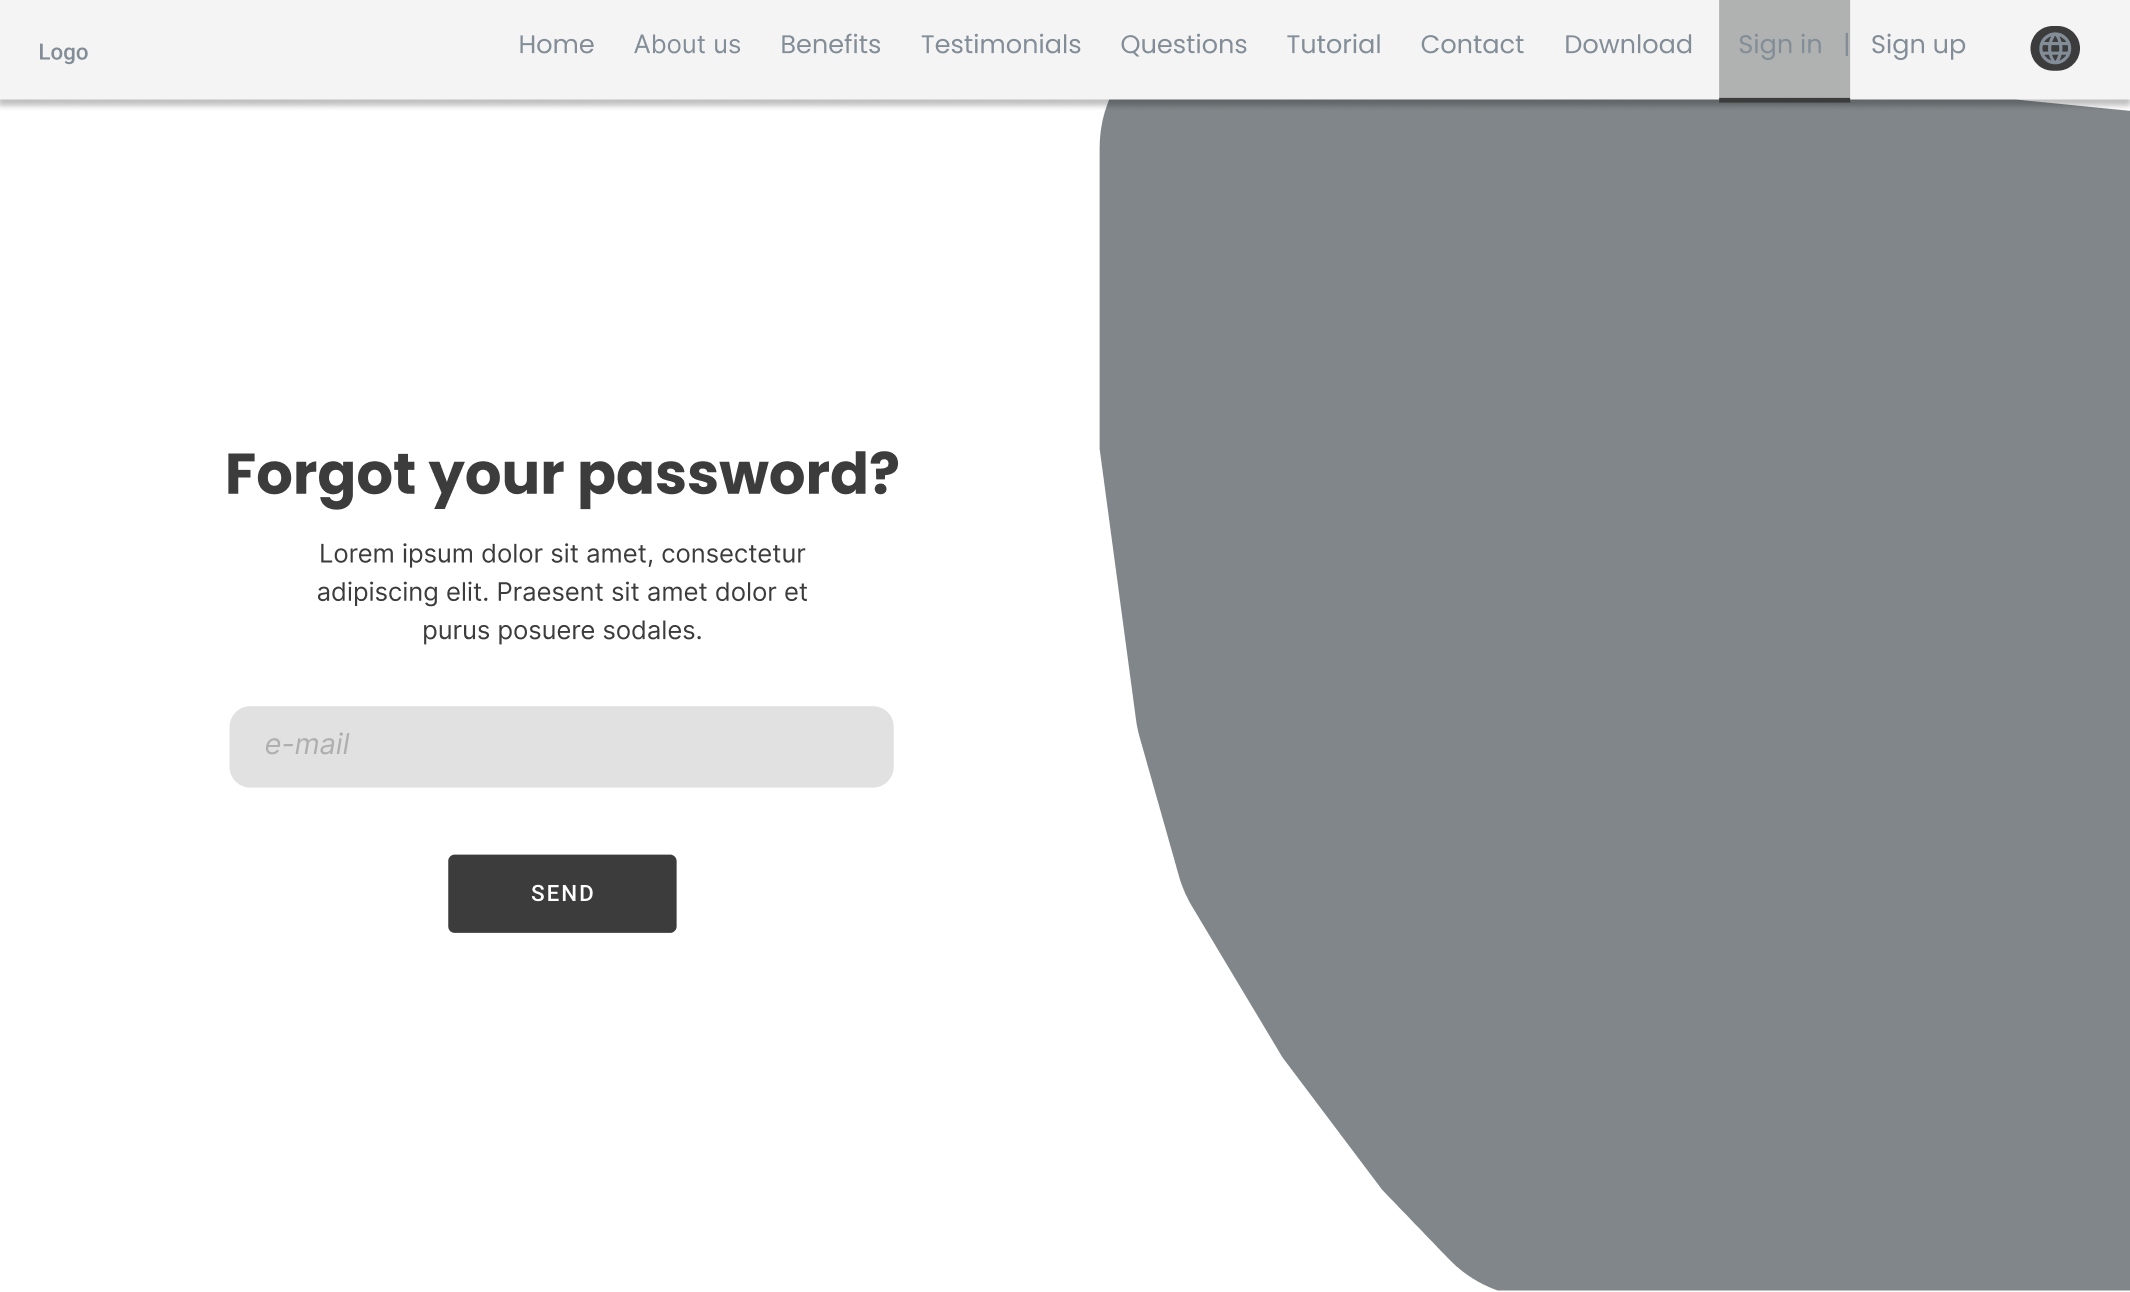 Logo
Home About us Benefits Testimonials Questions Tutorial Contact Download Sign in | Sign up
Forgot your password?
Lorem ipsum dolor sit amet, consectetur
adipiscing elit. Praesent sit amet dolor et
purus posuere sodales.
e-mail
SEND